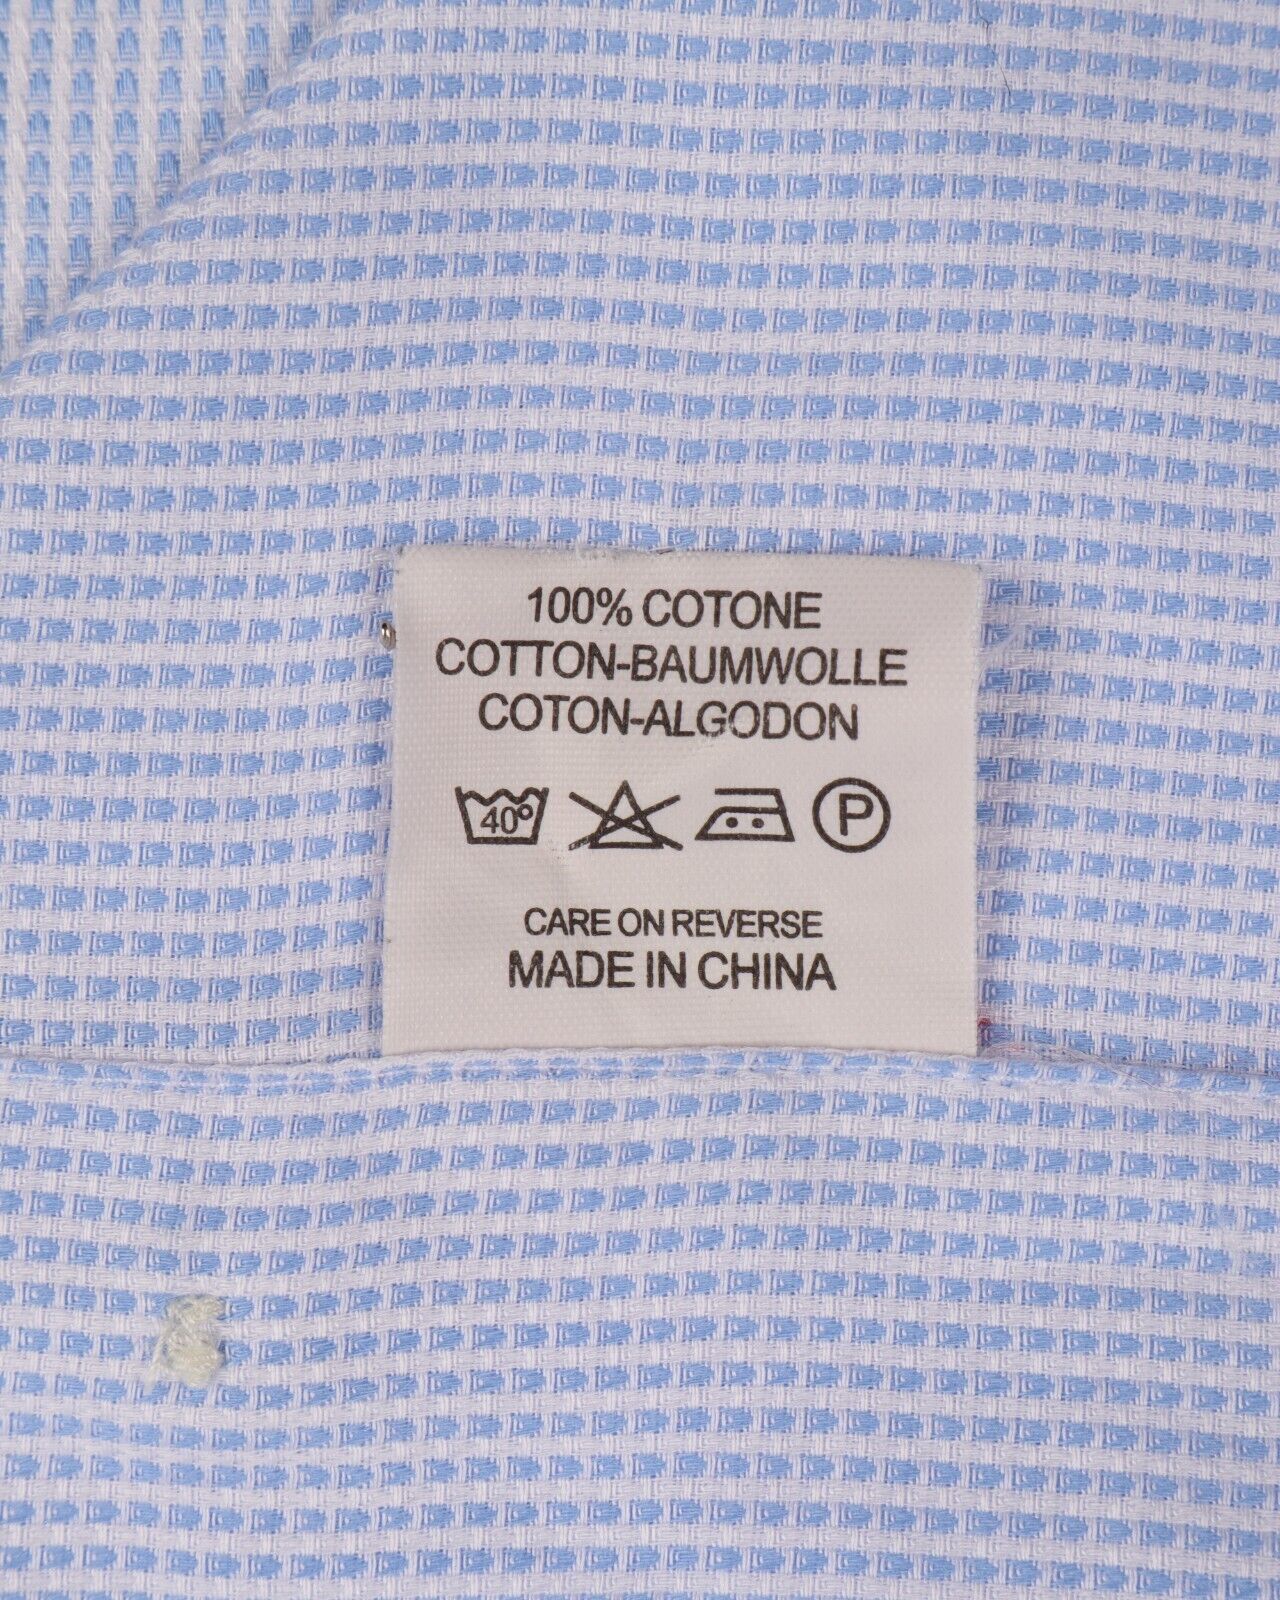 100% COTONE
COTTON-BAUMWOLLE
COTON-ALGODON
40° P
CARE ON REVERSE
MADE IN CHINA